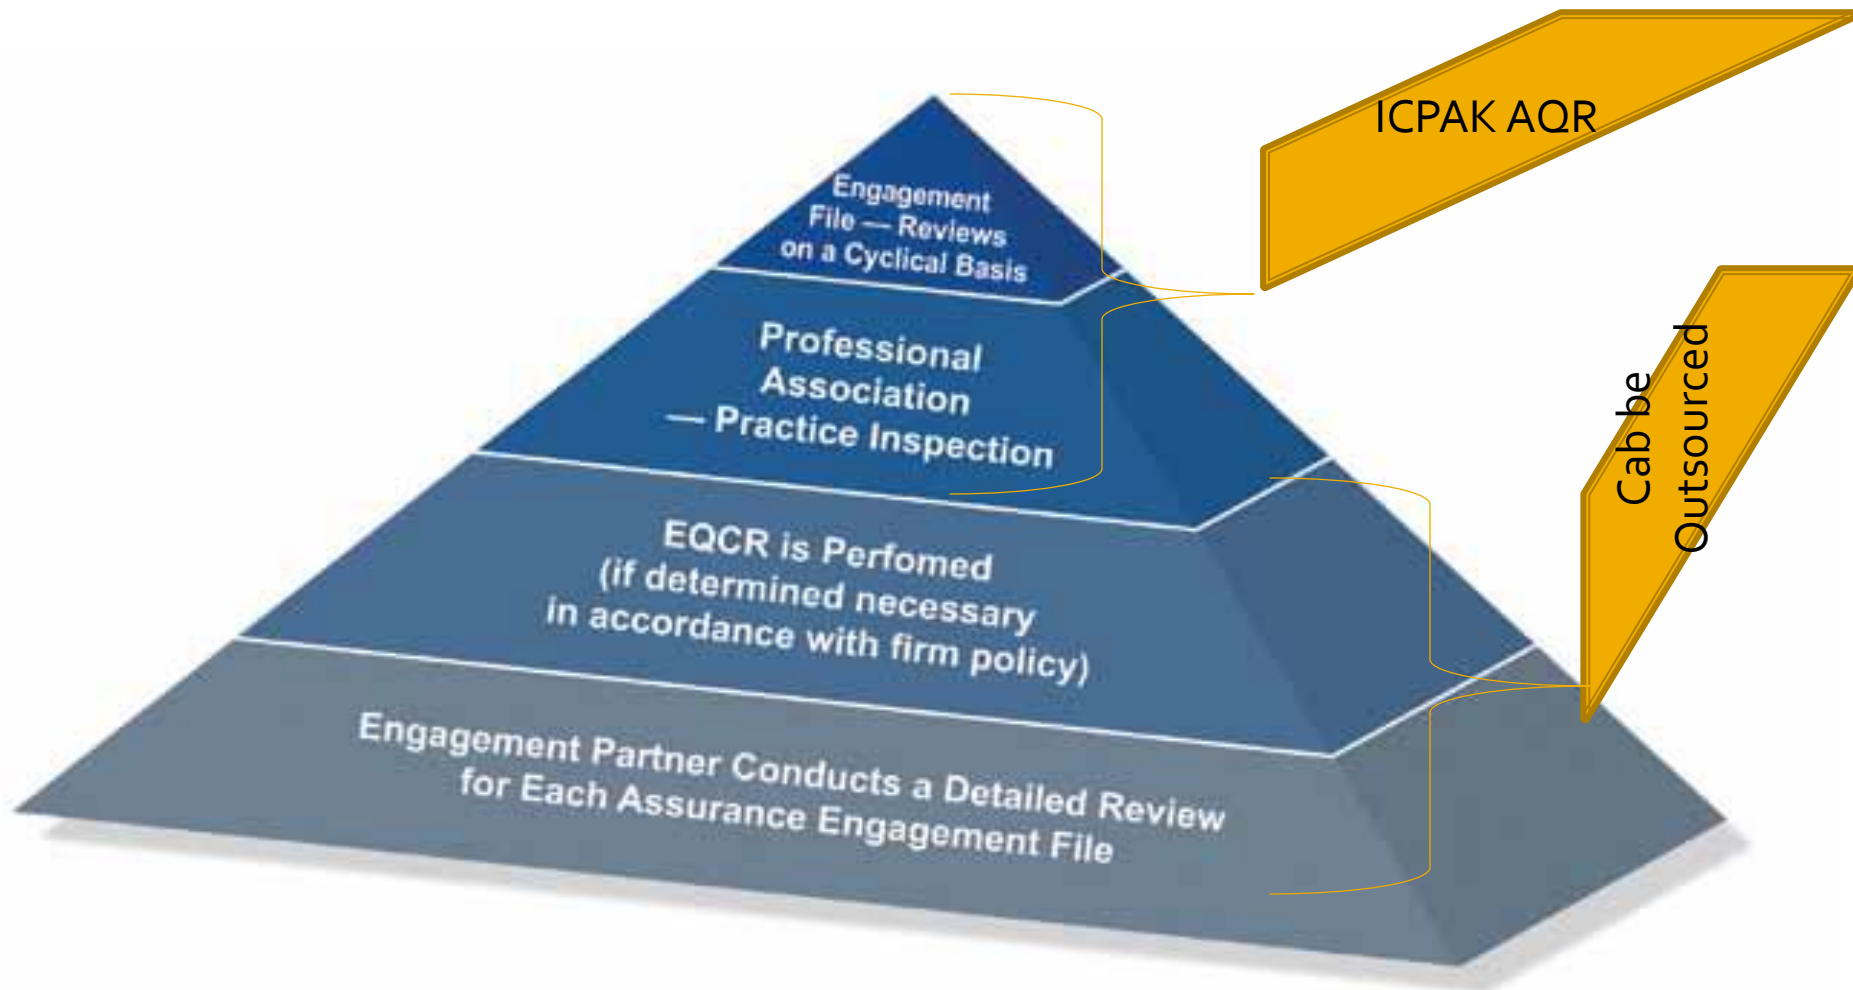 ICPAK AQR
Engagement
File — Reviews
on a Cyclical Basis
Professional
Association
— Practice Inspection
Cab be
Outsourced
EQCR is Perfomed
(if determined necessary
in accordance with firm policy)
Engagement Partner Conducts a Detailed Review
for Each Assurance Engagement File